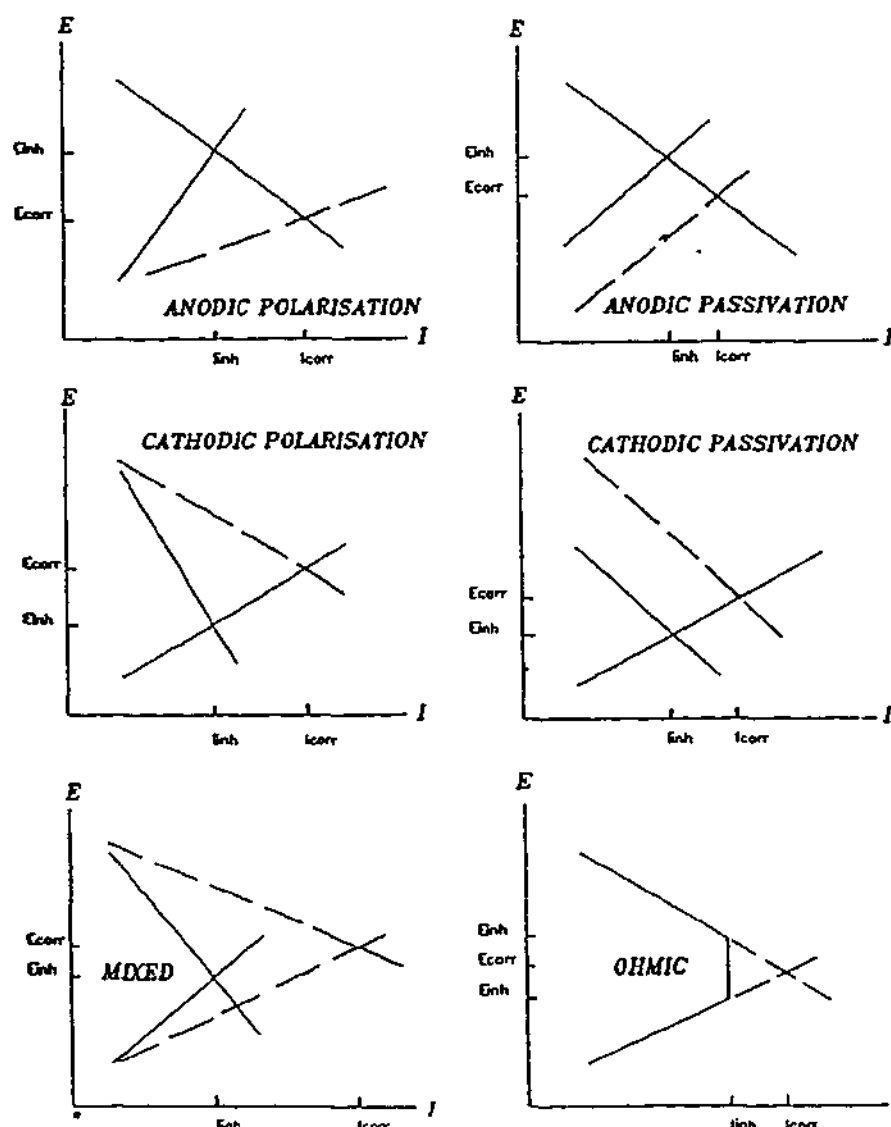 E
Einh
Ecorr
ANODIC POLARISATION
Iinh Icorr
I
E
Einh
Ecorr
ANODIC PASSIVATION
Iinh Icorr
I
E
CATHODIC POLARISATION
Ecorr
Einh
Iinh Icorr
I
E
CATHODIC PASSIVATION
Ecorr
Einh
Iinh Icorr
I
E
Ecorr
Einh
MIXED
Iinh Icorr
I
E
Einh
Ecorr
Einh
OHMIC
Iinh Icorr